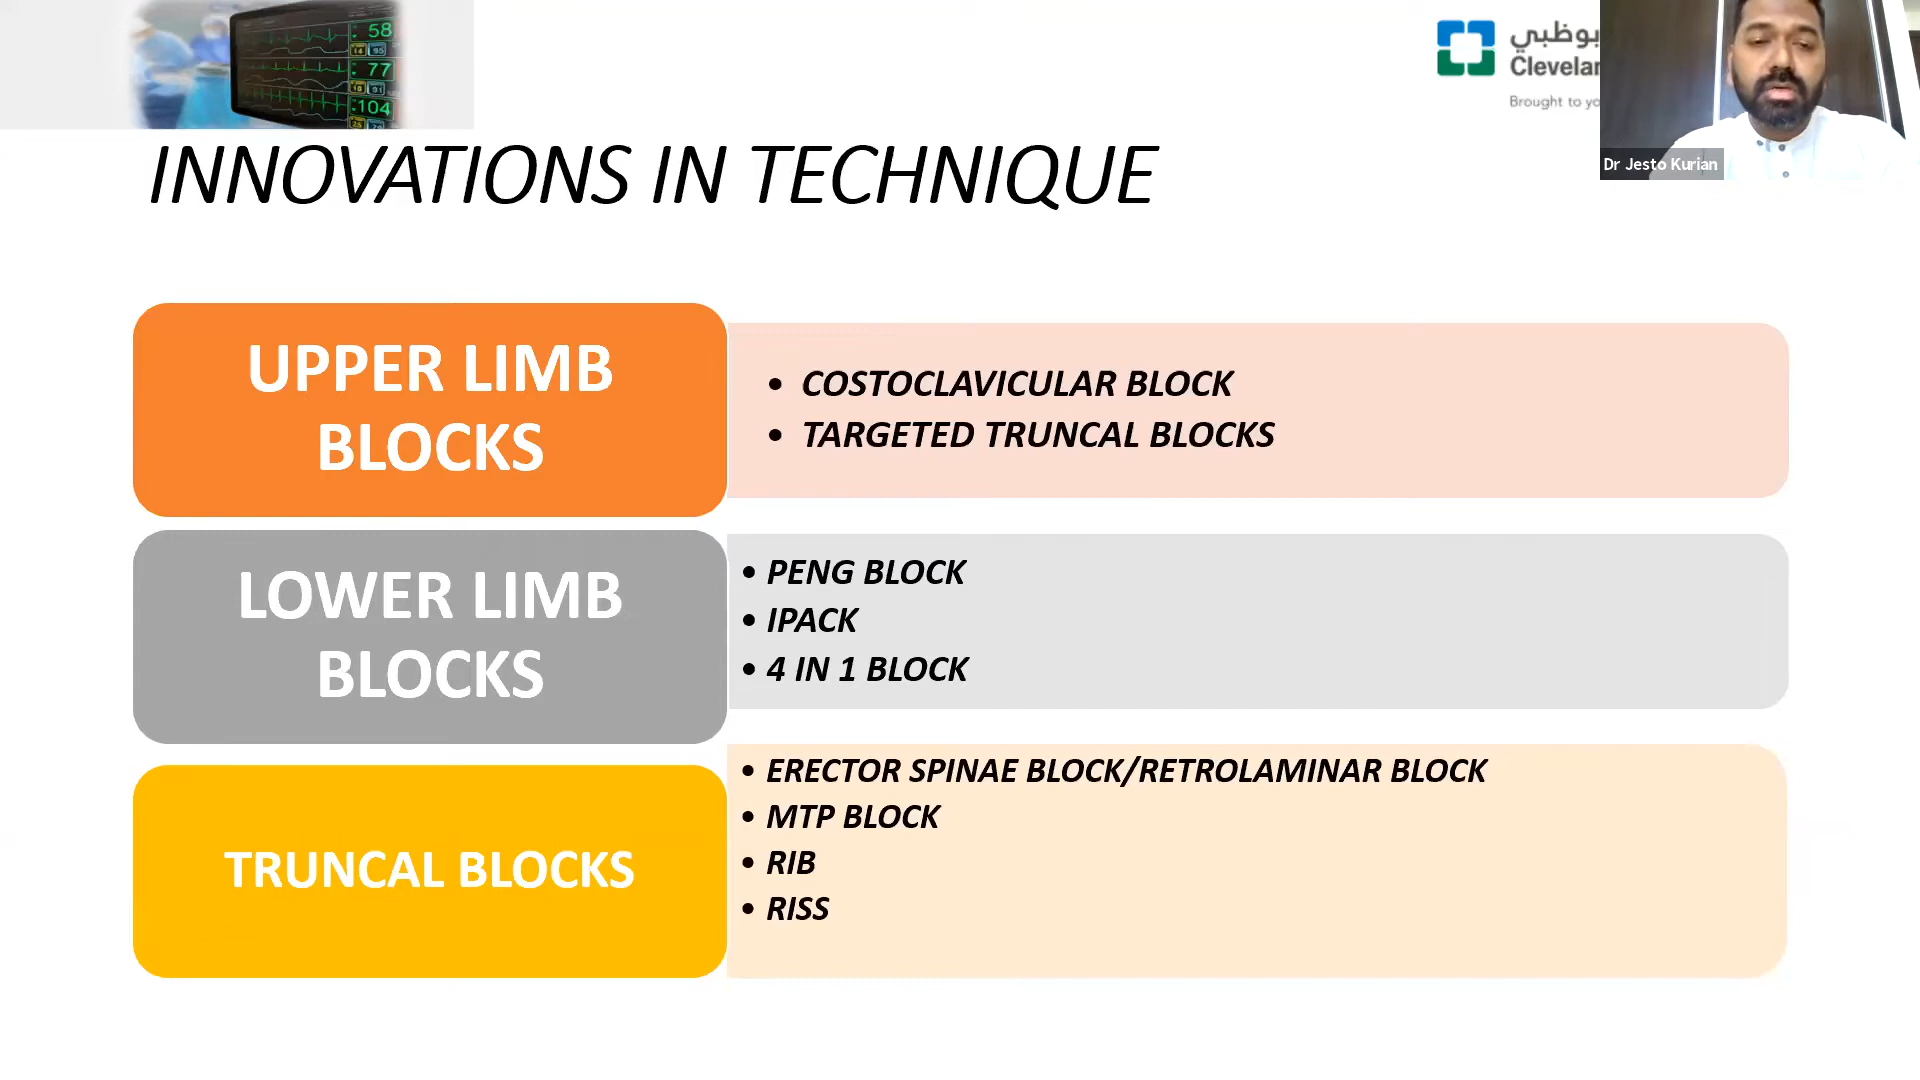 58
77
104
بوظبي
Clevelan
Brought to yo
Dr Jesto Kurian
INNOVATIONS IN TECHNIQUE
UPPER LIMB
BLOCKS
• COSTOCLAVICULAR BLOCK
• TARGETED TRUNCAL BLOCKS
LOWER LIMB
BLOCKS
• PENG BLOCK
• IPACK
• 4 IN 1 BLOCK
TRUNCAL BLOCKS
• ERECTOR SPINAE BLOCK/RETROLAMINAR BLOCK
• MTP BLOCK
• RIB
• RISS